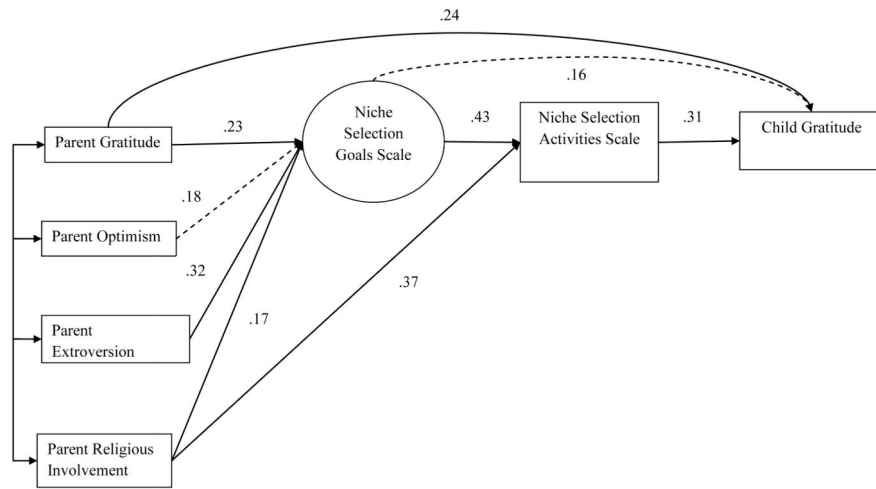 .24
.16
Niche
Selection
Goals Scale
Niche Selection
Activities Scale
Child Gratitude
Parent Gratitude
.23
.43
.31
.18
Parent Optimism
.32
.37
.17
Parent
Extroversion
Parent Religious
Involvement